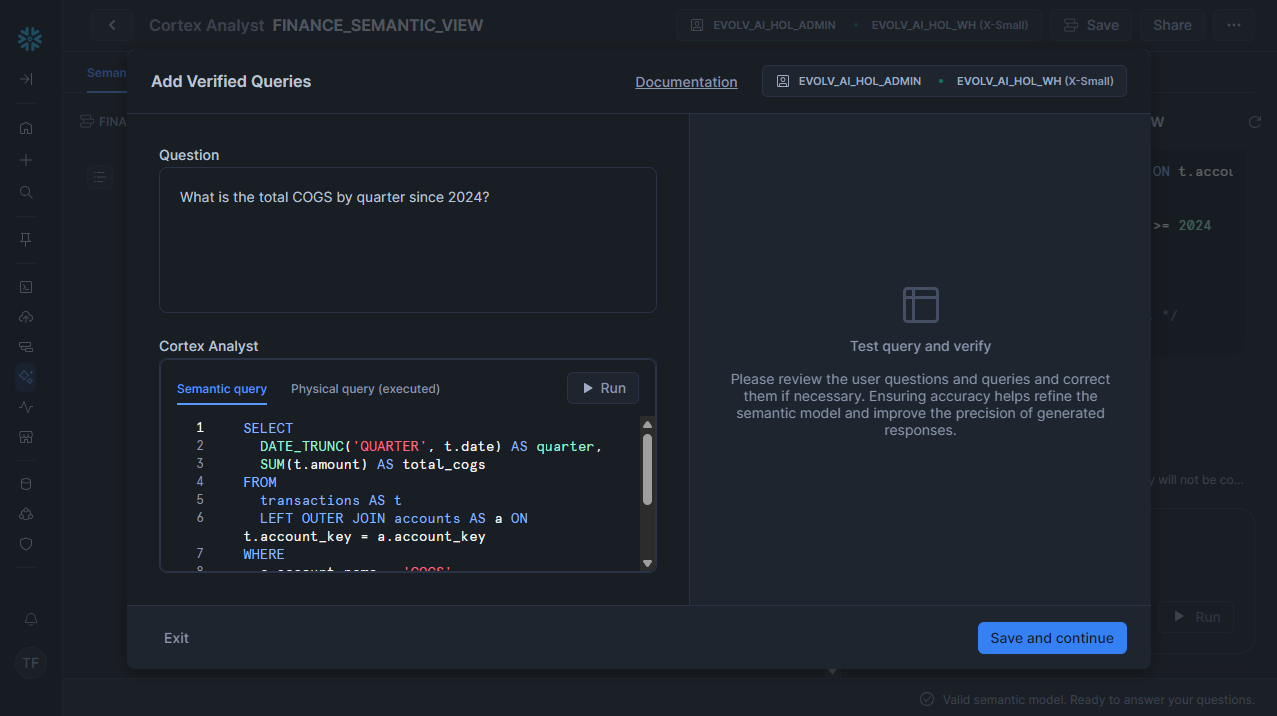 Cortex Analyst FINANCE_SEMANTIC_VIEW
EVOLV_AI_HOL_ADMIN • EVOLV_AI_HOL_WH (X-Small)
Save
Share
Seman
FINA
W
Add Verified Queries
Documentation
EVOLV_AI_HOL_ADMIN • EVOLV_AI_HOL_WH (X-Small)
Question
What is the total COGS by quarter since 2024?
Cortex Analyst
Semantic query
Physical query (executed)
Run
1 SELECT
2 DATE_TRUNC('QUARTER', t.date) AS quarter,
3 SUM(t.amount) AS total_cogs
4 FROM
5 transactions AS t
6 LEFT OUTER JOIN accounts AS a ON
t.account_key = a.account_key
7 WHERE
8 a.account_name = 'COGS'
Test query and verify
Please review the user questions and queries and correct
them if necessary. Ensuring accuracy helps refine the
semantic model and improve the precision of generated
responses.
ON t.accou
>= 2024
*/
y will not be co...
Run
Exit
Save and continue
TF
Valid semantic model. Ready to answer your questions.